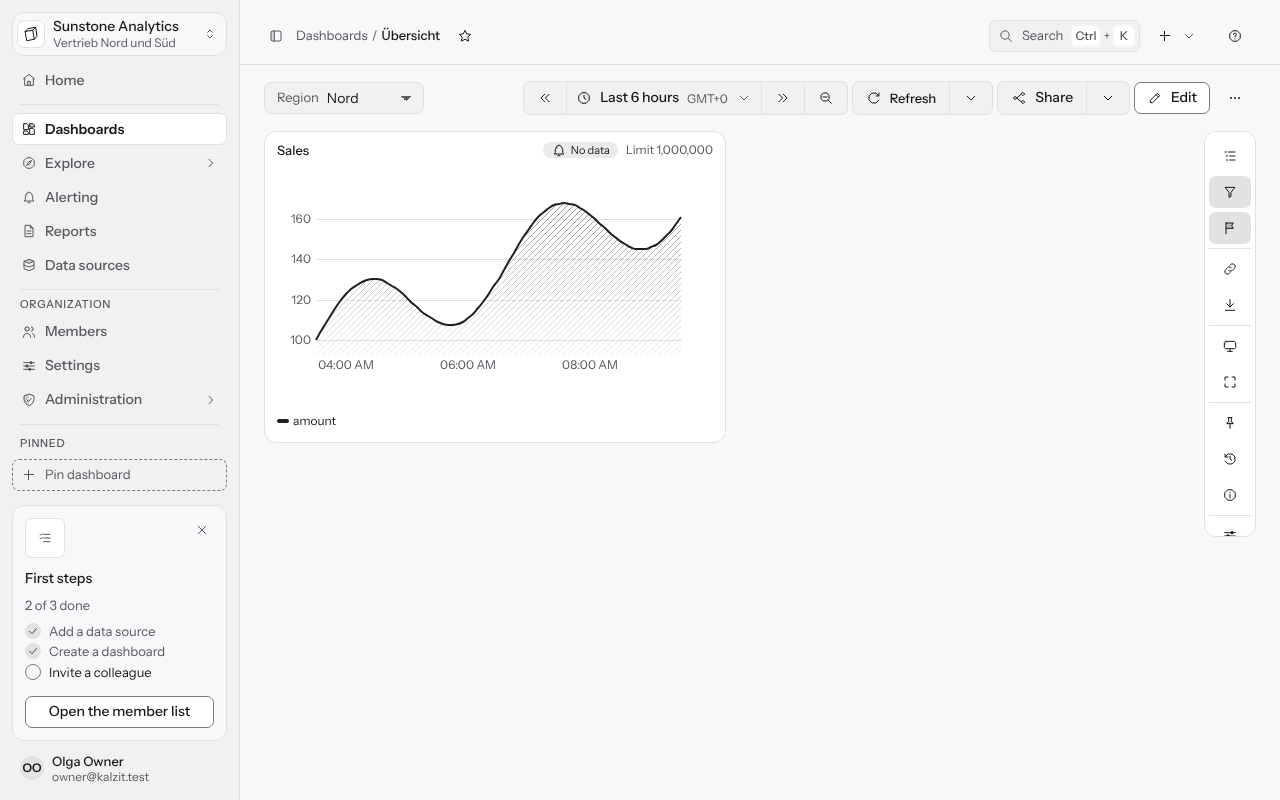 Sunstone Analytics
Vertrieb Nord und Süd
Home
Dashboards
Explore
Alerting
Reports
Data sources
ORGANIZATION
Members
Settings
Administration
PINNED
Pin dashboard
First steps
2 of 3 done
Add a data source
Create a dashboard
Invite a colleague
Open the member list
OO
Olga Owner
owner@kalzit.test
Dashboards / Übersicht
Search Ctrl + K
Region Nord
Last 6 hours GMT+0
Refresh
Share
Edit
Sales
No data
Limit 1,000,000
160
140
120
100
04:00 AM
06:00 AM
08:00 AM
amount